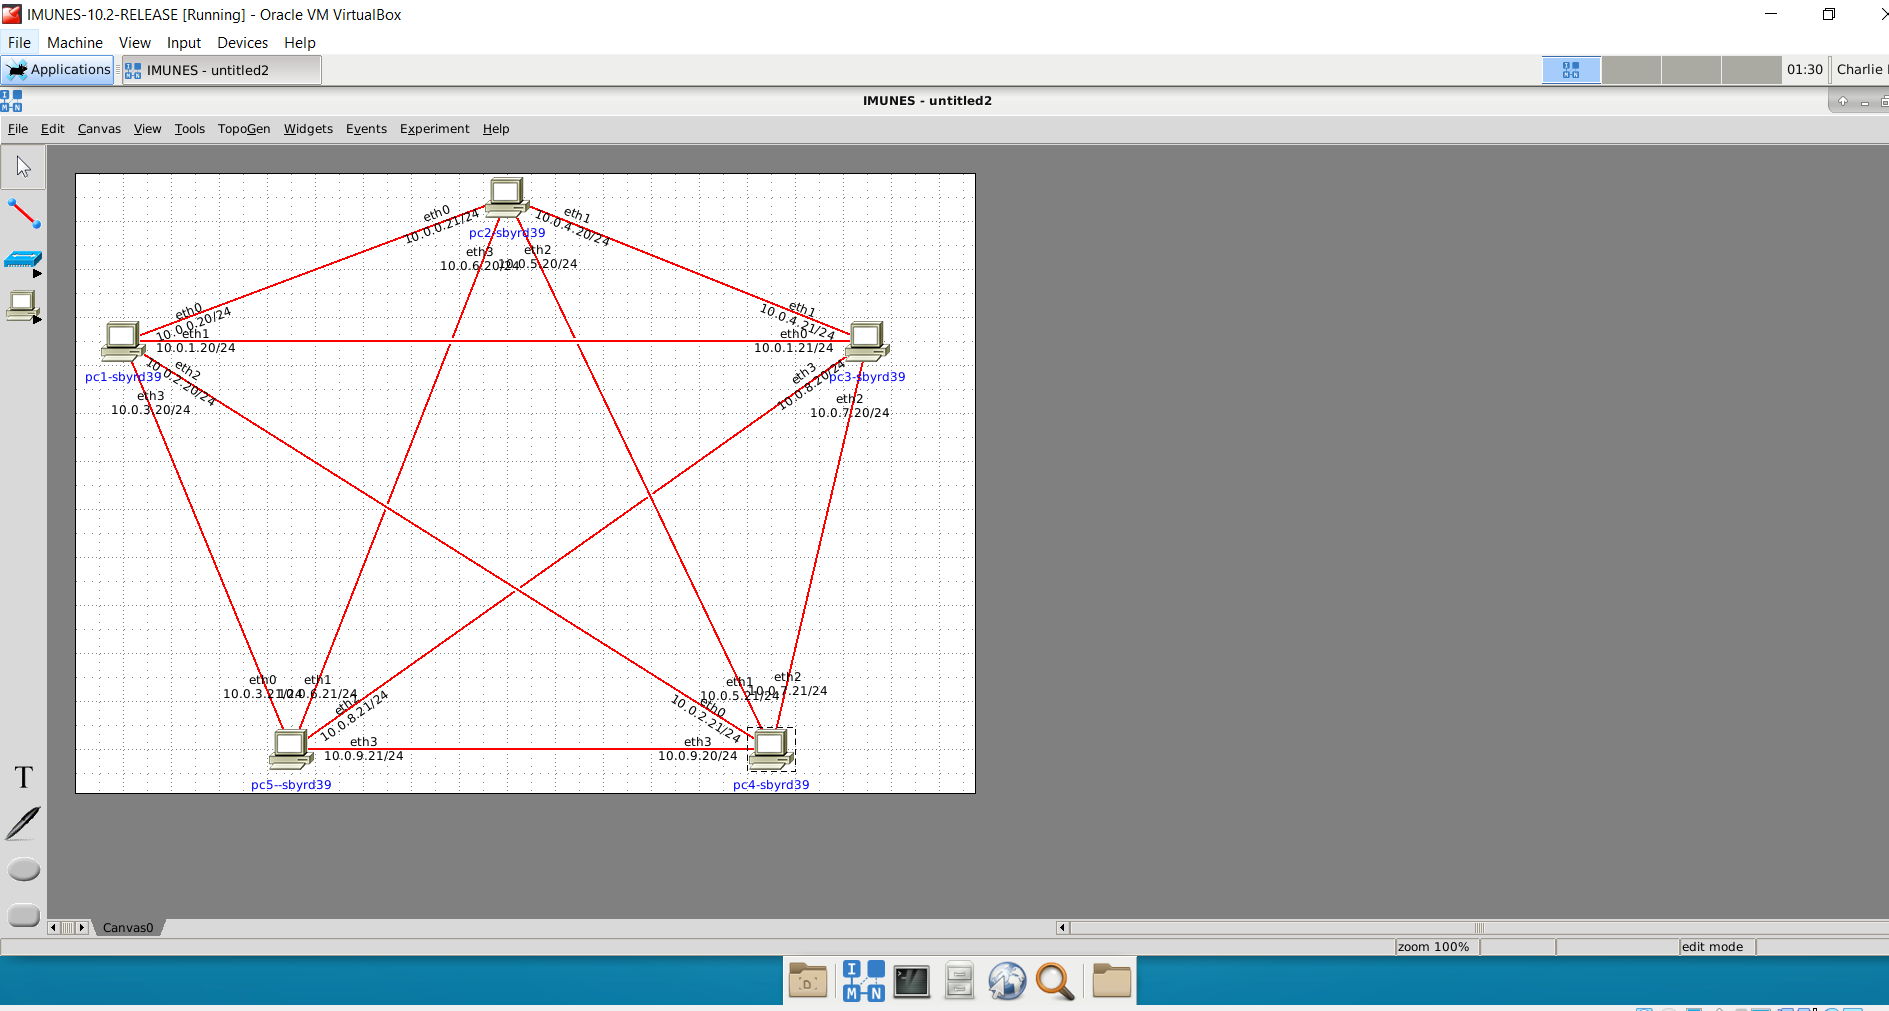 IMUNES-10.2-RELEASE [Running] - Oracle VM VirtualBox
File Machine View Input Devices Help
Applications IMUNES - untitled2 01:30 Charlie
IMUNES - untitled2
File Edit Canvas View Tools TopoGen Widgets Events Experiment Help
eth0
10.0.0.21/24
eth1
10.0.4.20/24
pc2-sbyrd39
eth3
10.0.6.20/24
eth2
10.0.5.20/24
eth0
10.0.0.20/24
eth1
10.0.1.20/24
eth1
10.0.4.21/24
eth0
10.0.1.21/24
pc1-sbyrd39
eth2
10.0.2.20/24
eth3
10.0.3.20/24
eth3
10.0.8.20/24
pc3-sbyrd39
eth2
10.0.7.20/24
eth0
10.0.3.21/24
eth1
10.0.6.21/24
eth2
10.0.8.21/24
eth3
10.0.9.21/24
eth1
10.0.5.21/24
eth2
10.0.7.21/24
eth0
10.0.2.21/24
eth3
10.0.9.20/24
pc5--sbyrd39
pc4-sbyrd39
T
Canvas0
zoom 100% edit mode
I
M N